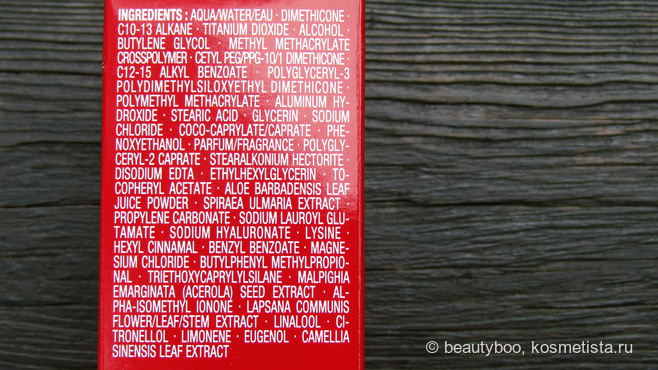 INGREDIENTS : AQUA/WATER/EAU · DIMETHICONE ·
C10-13 ALKANE · TITANIUM DIOXIDE · ALCOHOL ·
BUTYLENE GLYCOL · METHYL METHACRYLATE
CROSSPOLYMER · CETYL PEG/PPG-10/1 DIMETHICONE ·
C12-15 ALKYL BENZOATE · POLYGLYCERYL-3
POLYDIMETHYLSILOXYETHYL DIMETHICONE ·
POLYMETHYL METHACRYLATE · ALUMINUM HY-
DROXIDE · STEARIC ACID · GLYCERIN · SODIUM
CHLORIDE · COCO-CAPRYLATE/CAPRATE · PHE-
NOXYETHANOL · PARFUM/FRAGRANCE · POLYGLY-
CERYL-2 CAPRATE · STEARALKONIUM HECTORITE ·
DISODIUM EDTA · ETHYLHEXYLGLYCERIN · TO-
COPHERYL ACETATE · ALOE BARBADENSIS LEAF
JUICE POWDER · SPIRAEA ULMARIA EXTRACT ·
PROPYLENE CARBONATE · SODIUM LAUROYL GLU-
TAMATE · SODIUM HYALURONATE · LYSINE ·
HEXYL CINNAMAL · BENZYL BENZOATE · MAGNE-
SIUM CHLORIDE · BUTYLPHENYL METHYLPROPIO-
NAL · TRIETHOXYCAPRYLYLSILANE · MALPIGHIA
EMARGINATA (ACEROLA) SEED EXTRACT · AL-
PHA-ISOMETHYL IONONE · LAPSANA COMMUNIS
FLOWER/LEAF/STEM EXTRACT · LINALOOL · CI-
TRONELLOL · LIMONENE · EUGENOL · CAMELLIA
SINENSIS LEAF EXTRACT
© beautyboo, kosmetista.ru